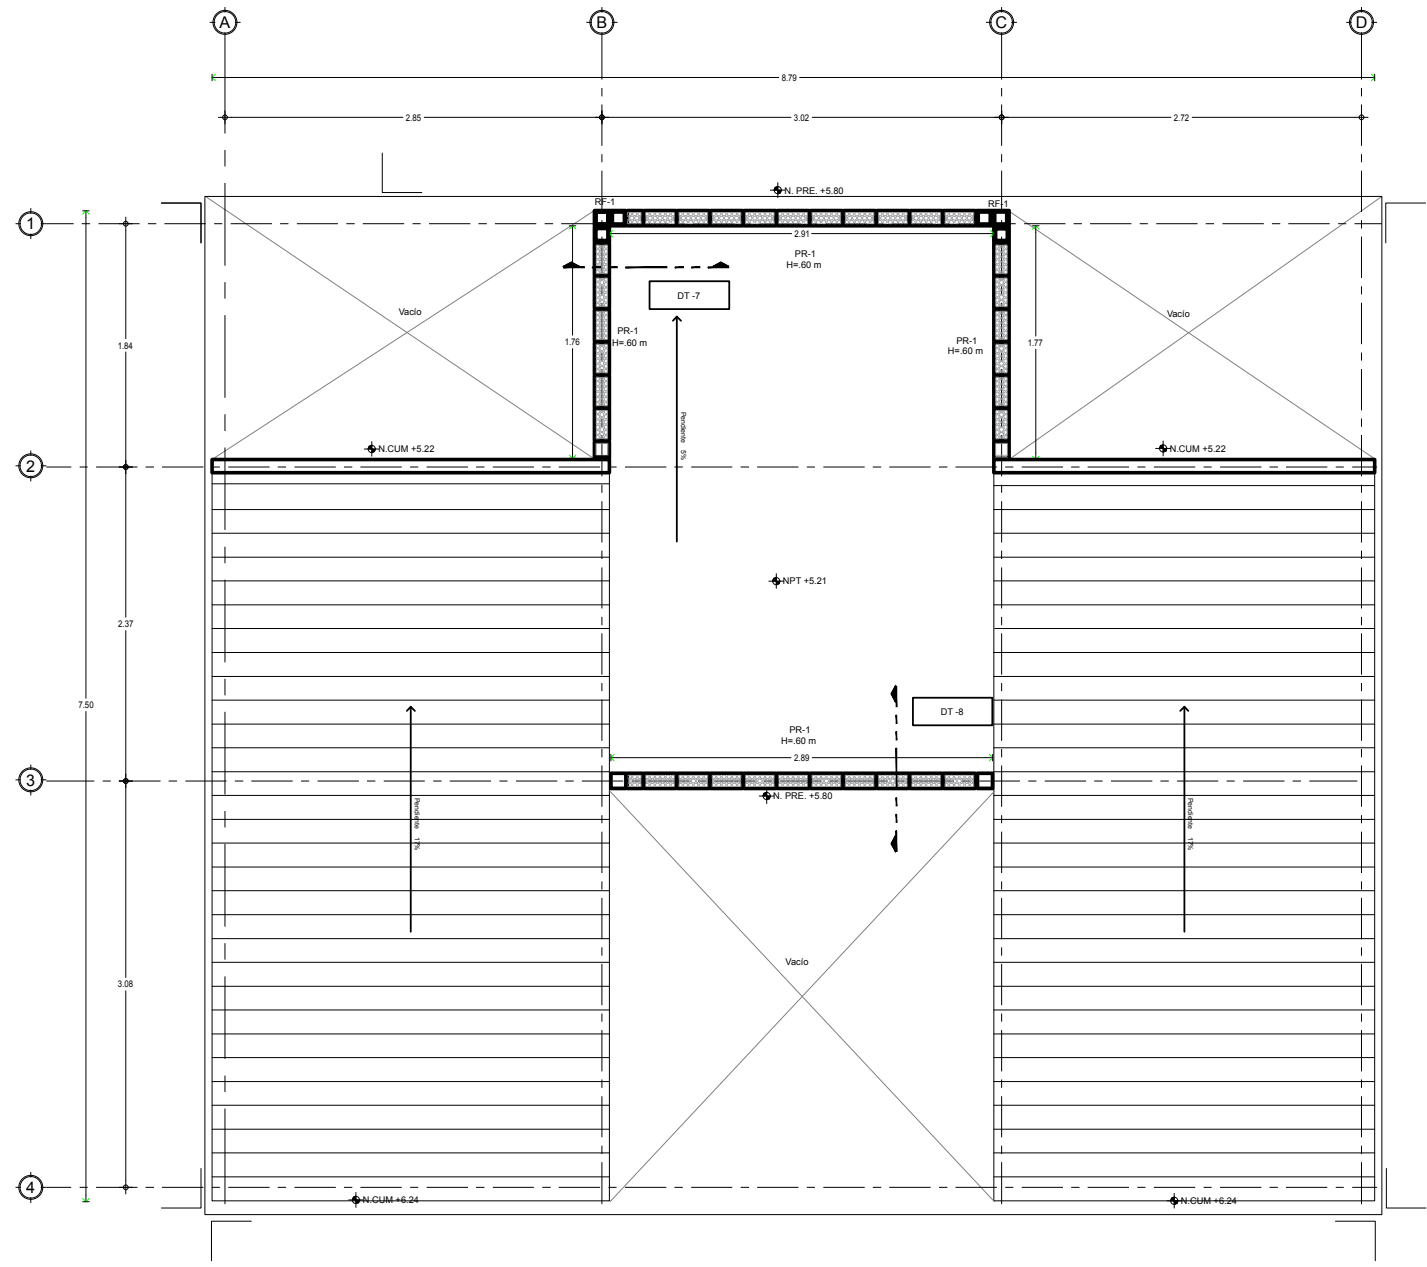 A
B
C
D
8.79
2.85
3.02
2.72
N. PRE. +5.80
1
RF-1
RF-1
2.91
PR-1
H=.60 m
DT -7
Vacío
Vacío
PR-1
H=.60 m
PR-1
H=.60 m
1.84
1.76
1.77
Pendiente 5%
N.CUM +5.22
N.CUM +5.22
2
NPT +5.21
2.37
7.50
DT -8
PR-1
H=.60 m
2.89
3
N. PRE. +5.80
Pendiente 17%
Pendiente 17%
Vacío
3.08
4
N.CUM +6.24
N.CUM +6.24